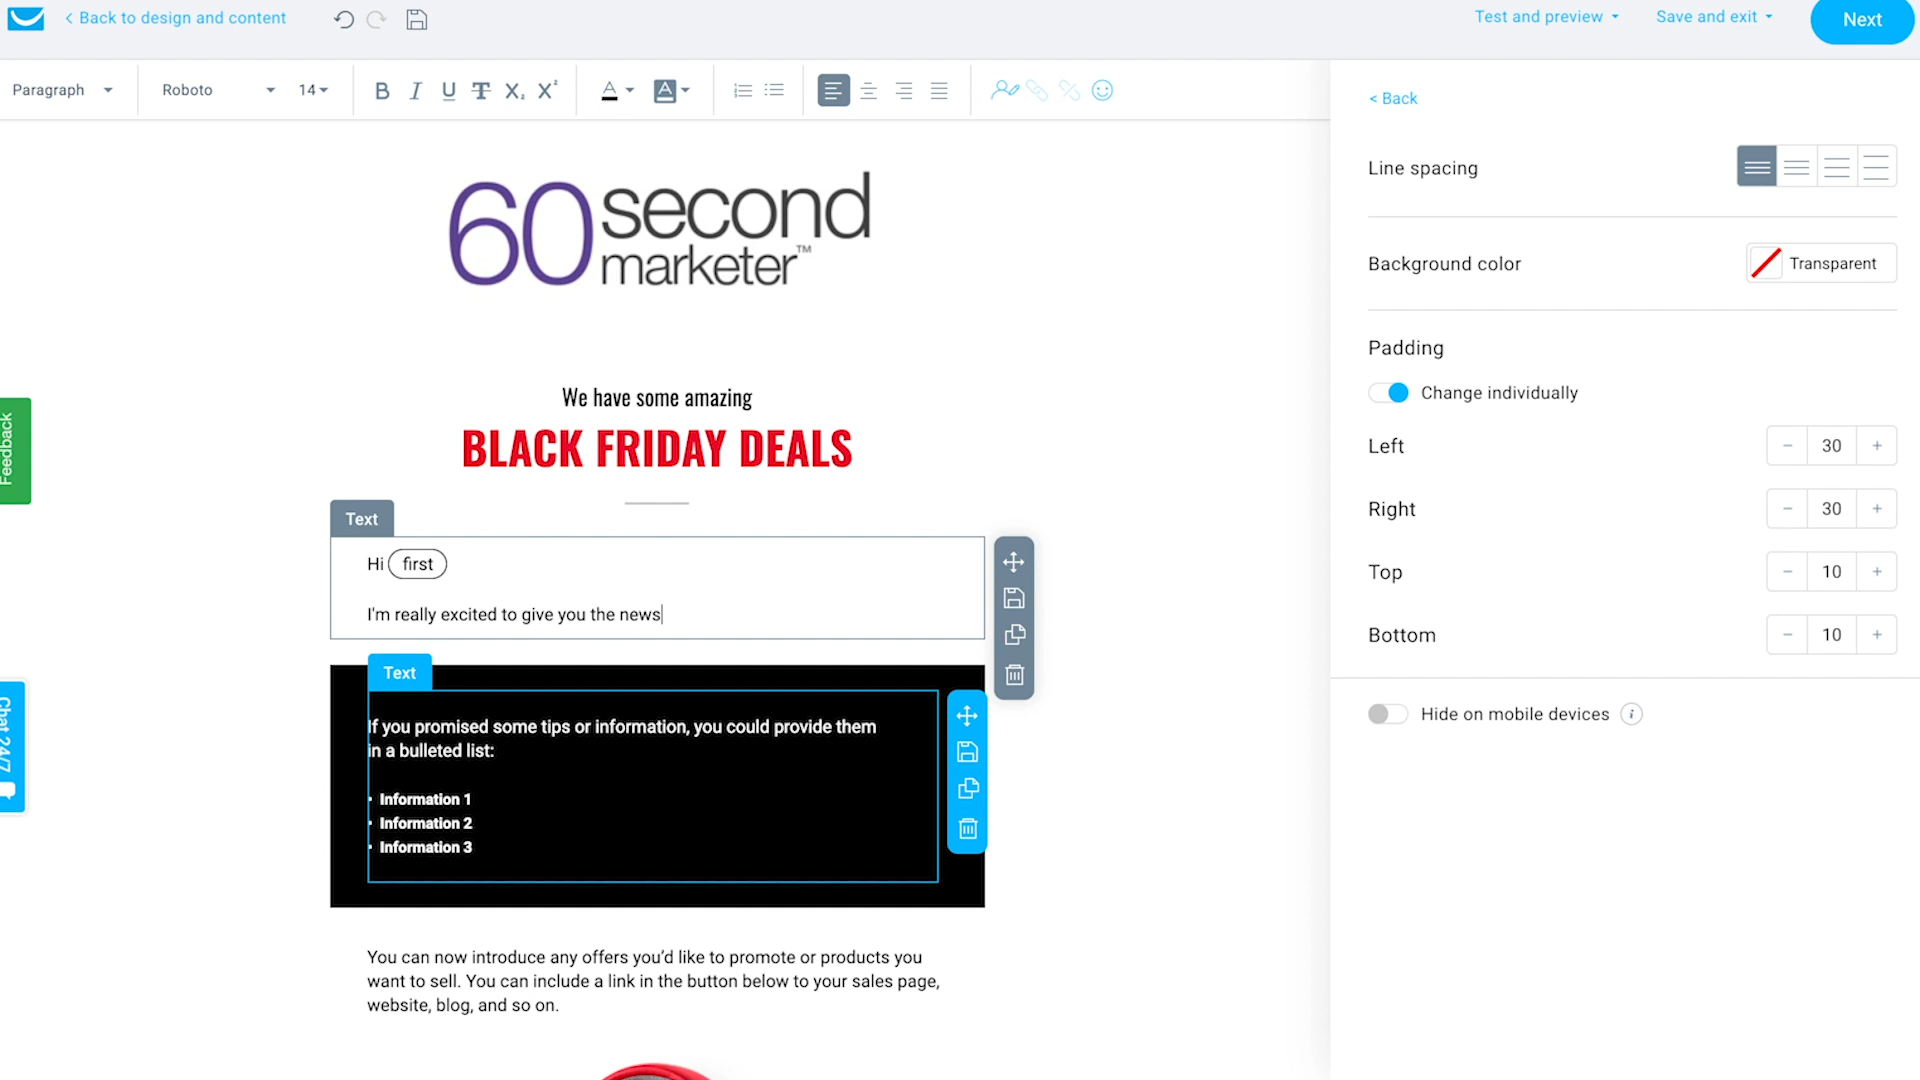 < Back to design and content
Test and preview
Save and exit
Next
Paragraph
Roboto
14
B I U T X, X˅ A A
< Back
Line spacing
60 second
marketer™
Background color
Transparent
Padding
Change individually
We have some amazing
BLACK FRIDAY DEALS
Left
- 30 +
Feedback
Right
- 30 +
Text
Hi first
Top
- 10 +
I'm really excited to give you the news
Bottom
- 10 +
Text
If you promised some tips or information, you could provide them
in a bulleted list:
Hide on mobile devices i
Chat 24/7
• Information 1
• Information 2
• Information 3
You can now introduce any offers you’d like to promote or products you
want to sell. You can include a link in the button below to your sales page,
website, blog, and so on.